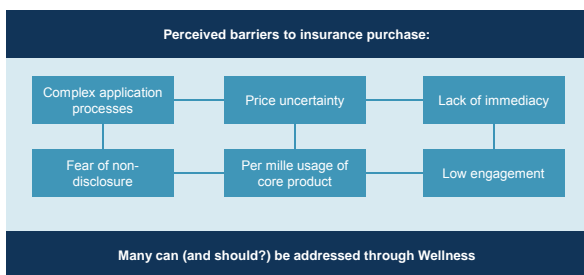 Perceived barriers to insurance purchase:
Complex application
processes
Price uncertainty
Lack of immediacy
Fear of non-
disclosure
Per mille usage of
core product
Low engagement
Many can (and should?) be addressed through Wellness